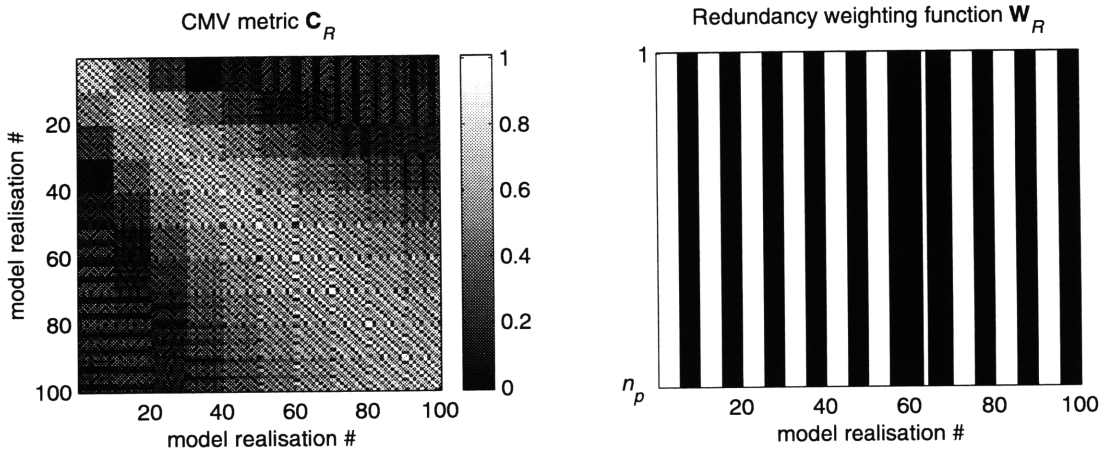 CMV metric C_R
20
40
60
80
100
model realisation #
20 40 60 80 100
model realisation #
1
0.8
0.6
0.4
0.2
0
Redundancy weighting function W_R
1
n_p
20 40 60 80 100
model realisation #